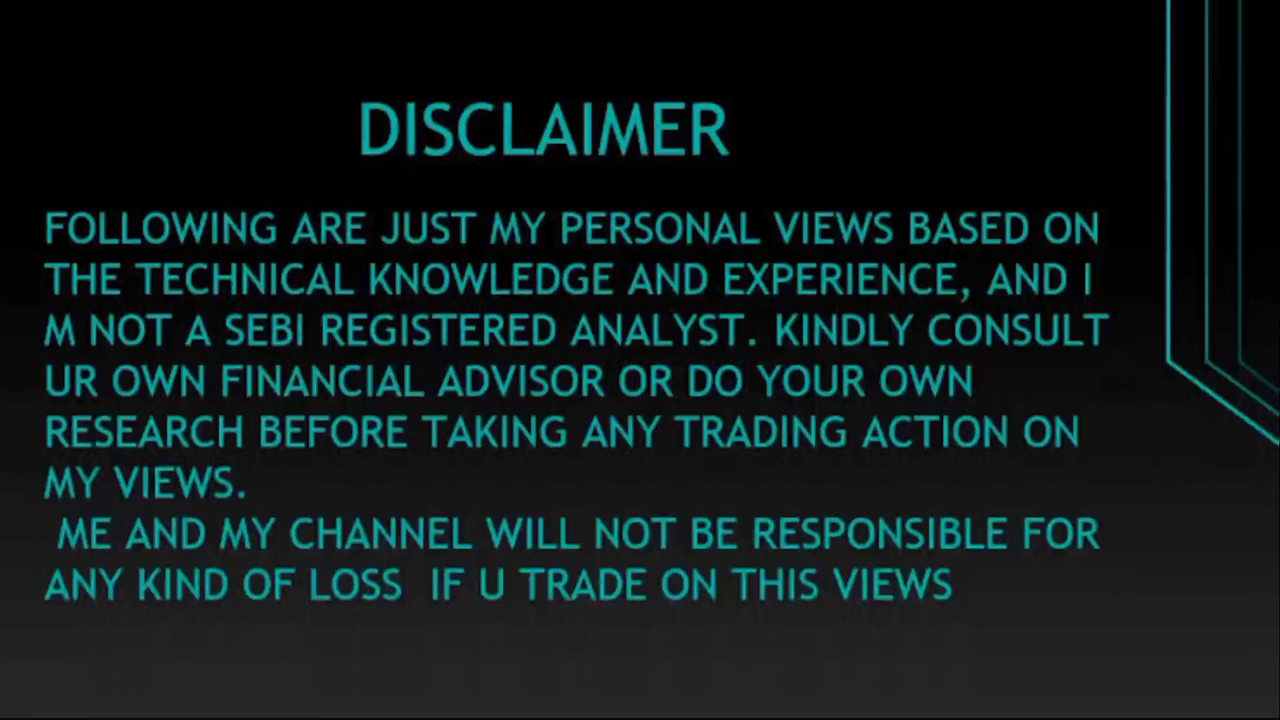 DISCLAIMER
FOLLOWING ARE JUST MY PERSONAL VIEWS BASED ON
THE TECHNICAL KNOWLEDGE AND EXPERIENCE, AND I
M NOT A SEBI REGISTERED ANALYST. KINDLY CONSULT
UR OWN FINANCIAL ADVISOR OR DO YOUR OWN
RESEARCH BEFORE TAKING ANY TRADING ACTION ON
MY VIEWS.
ME AND MY CHANNEL WILL NOT BE RESPONSIBLE FOR
ANY KIND OF LOSS  IF U TRADE ON THIS VIEWS